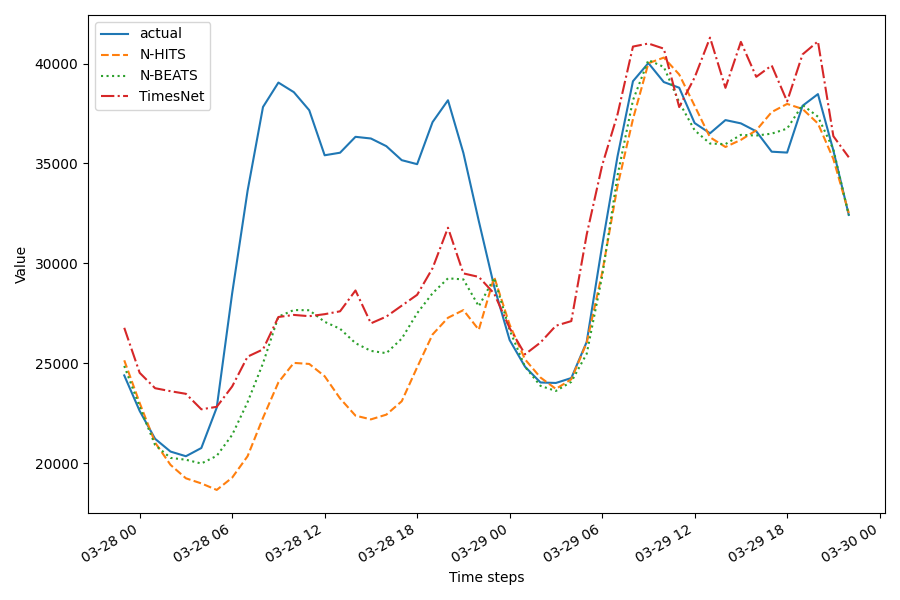 actual
N-HITS
N-BEATS
TimesNet
Value
40000
35000
30000
25000
20000
03-28 00
03-28 06
03-28 12
03-28 18
03-29 00
03-29 06
03-29 12
03-29 18
03-30 00
Time steps